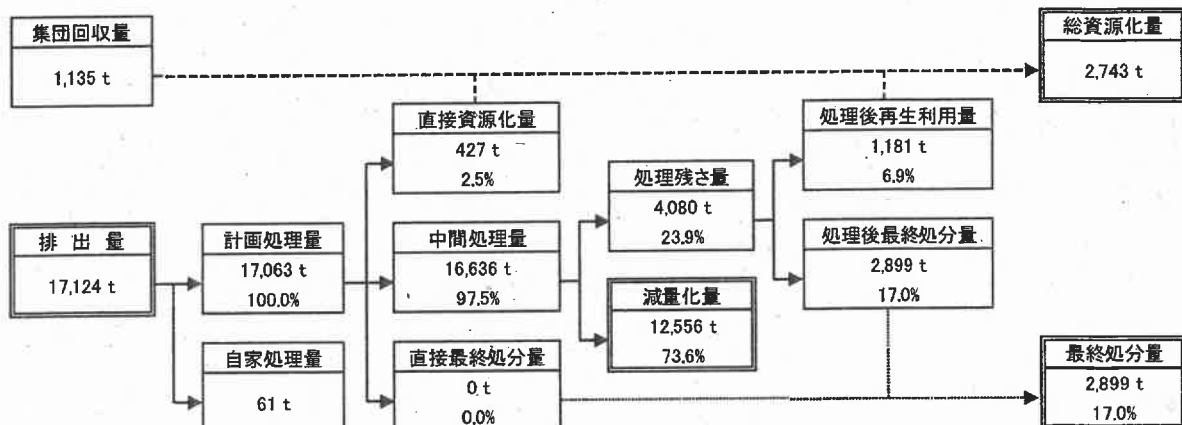 集団回収量
1,135 t
総資源化量
2,743 t
直接資源化量
427 t
2.5%
処理後再生利用量
1,181 t
6.9%
処理残さ量
4,080 t
23.9%
排 出 量
17,124 t
計画処理量
17,063 t
100.0%
中間処理量
16,636 t
97.5%
処理後最終処分量
2,899 t
17.0%
減量化量
12,556 t
73.6%
自家処理量
61 t
直接最終処分量
0 t
0.0%
最終処分量
2,899 t
17.0%